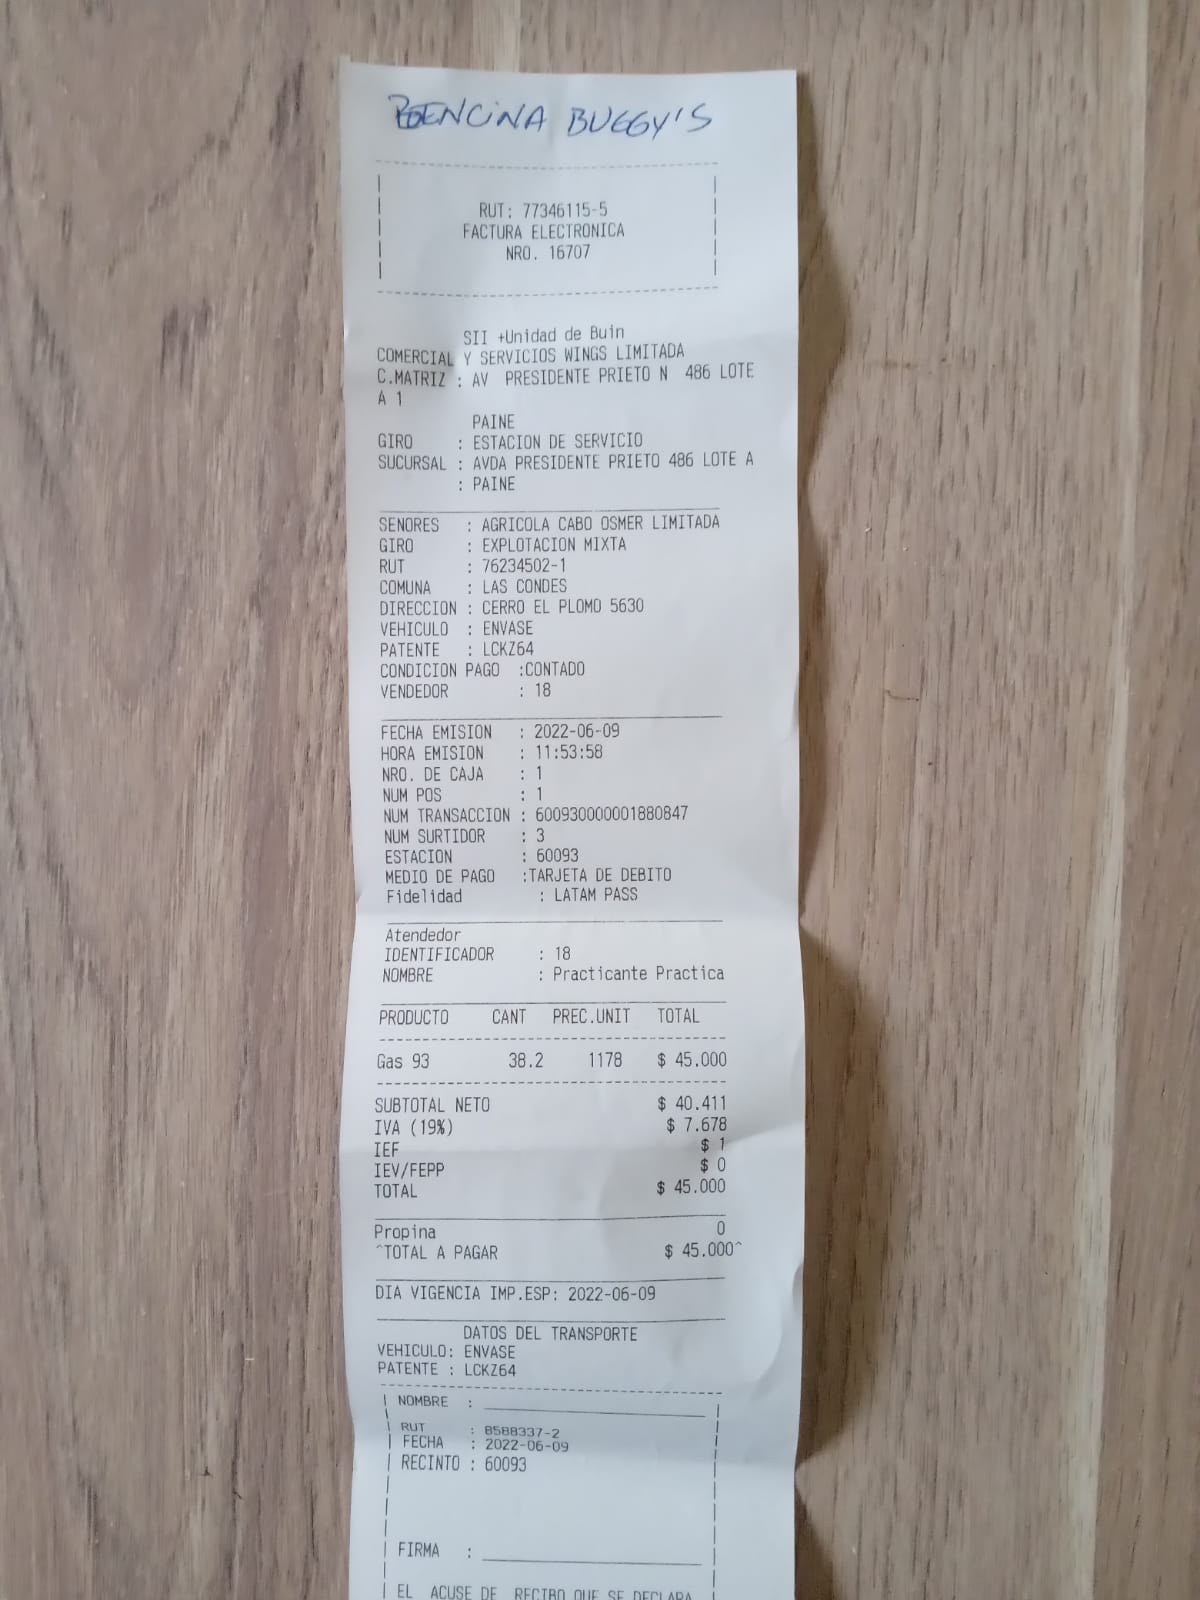 BENCINA BUGGY'S
RUT: 77346115-5
FACTURA ELECTRONICA
NRO. 16707
SII +Unidad de Buin
COMERCIAL Y SERVICIOS WINGS LIMITADA
C.MATRIZ : AV PRESIDENTE PRIETO N 486 LOTE
A 1
PAINE
GIRO : ESTACION DE SERVICIO
SUCURSAL : AVDA PRESIDENTE PRIETO 486 LOTE A
: PAINE
SENORES : AGRICOLA CABO OSMER LIMITADA
GIRO : EXPLOTACION MIXTA
RUT : 76234502-1
COMUNA : LAS CONDES
DIRECCION : CERRO EL PLOMO 5630
VEHICULO : ENVASE
PATENTE : LCKZ64
CONDICION PAGO :CONTADO
VENDEDOR : 18
FECHA EMISION : 2022-06-09
HORA EMISION : 11:53:58
NRO. DE CAJA : 1
NUM POS : 1
NUM TRANSACCION : 600930000001880847
NUM SURTIDOR : 3
ESTACION : 60093
MEDIO DE PAGO :TARJETA DE DEBITO
Fidelidad : LATAM PASS
Atendedor
IDENTIFICADOR : 18
NOMBRE : Practicante Practica
PRODUCTO CANT PREC.UNIT TOTAL
Gas 93 38.2 1178 $ 45.000
SUBTOTAL NETO $ 40.411
IVA (19%) $ 7.678
IEF $ 1
IEV/FEPP $ 0
TOTAL $ 45.000
Propina 0
^TOTAL A PAGAR $ 45.000^
DIA VIGENCIA IMP.ESP: 2022-06-09
DATOS DEL TRANSPORTE
VEHICULO: ENVASE
PATENTE : LCKZ64
NOMBRE :
RUT : 8588337-2
FECHA : 2022-06-09
RECINTO : 60093
FIRMA :
EL ACUSE DE RECIBO QUE SE DECLARA